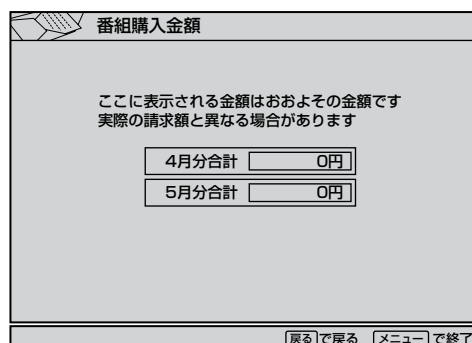 番組購入金額
ここに表示される金額はおおよその金額です
実際の請求額と異なる場合があります
4月分合計 0円
5月分合計 0円
戻るで戻る メニューで終了